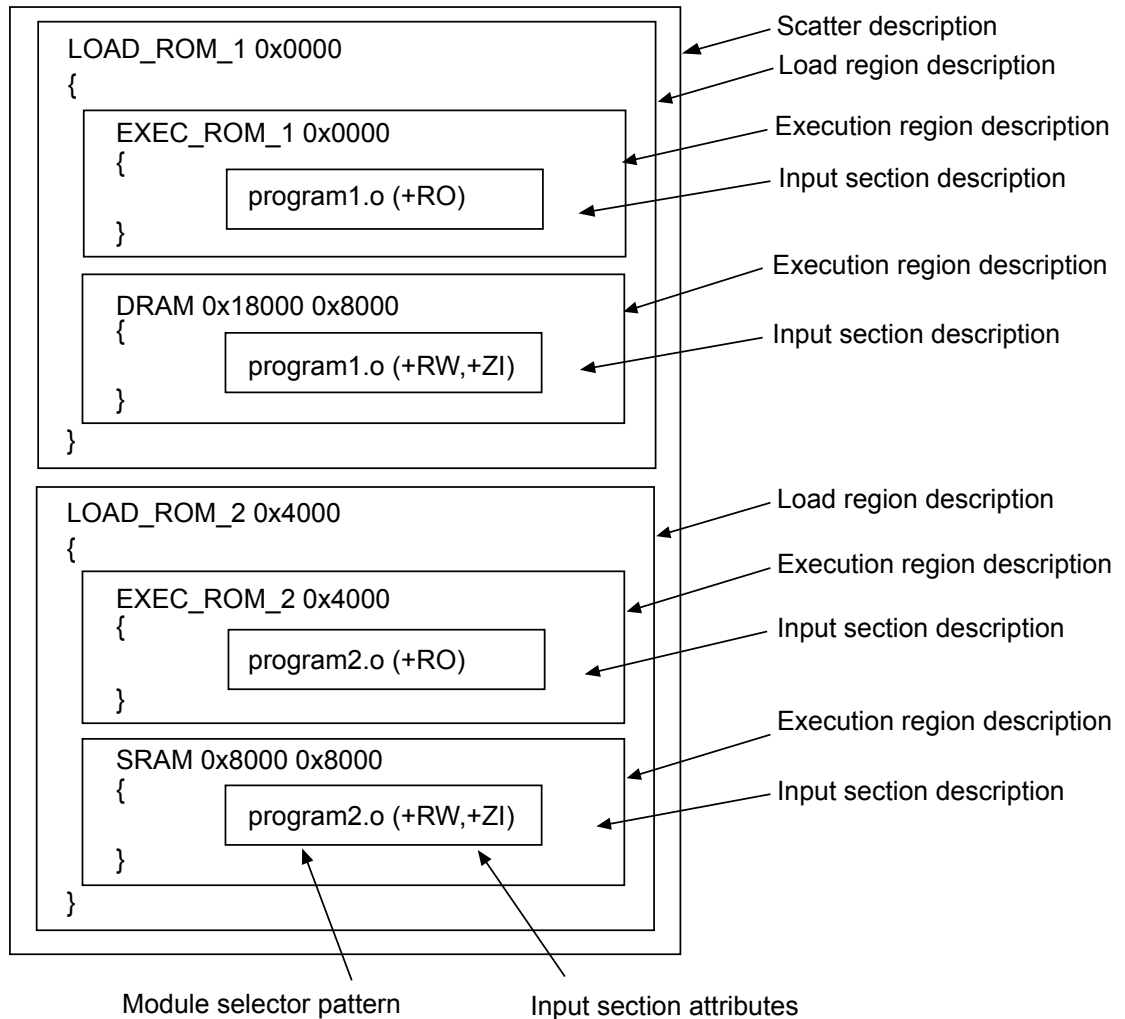 Scatter description
LOAD_ROM_1 0x0000
Load region description
{
EXEC_ROM_1 0x0000
Execution region description
{
program1.o (+RO)
Input section description
}
DRAM 0x18000 0x8000
Execution region description
{
program1.o (+RW,+ZI)
Input section description
}
}
LOAD_ROM_2 0x4000
Load region description
{
EXEC_ROM_2 0x4000
Execution region description
{
program2.o (+RO)
Input section description
}
SRAM 0x8000 0x8000
Execution region description
{
program2.o (+RW,+ZI)
Input section description
}
}
Module selector pattern
Input section attributes